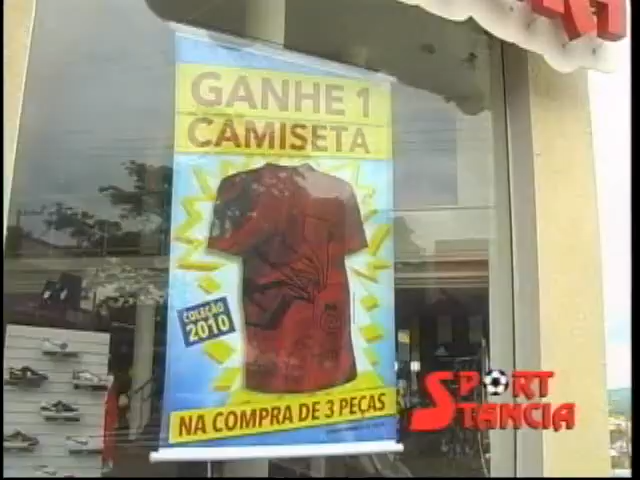 GANHE 1
CAMISETA
COLEÇÃO
2010
NA COMPRA DE 3 PEÇAS
SPORT
STANCIA